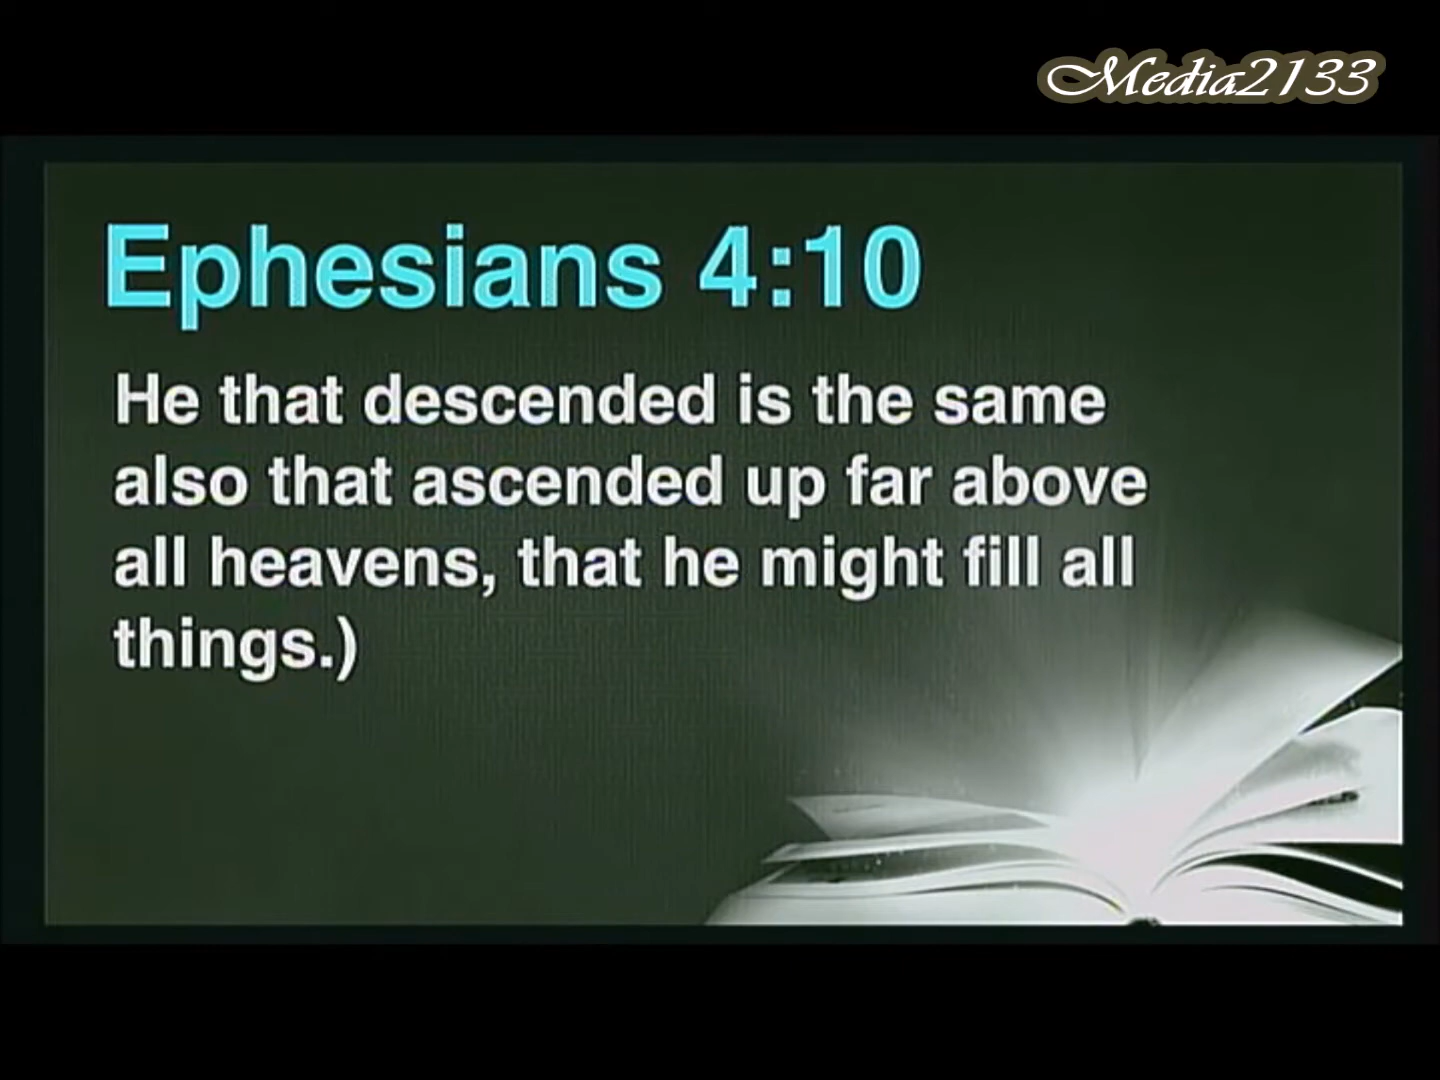 Media2133
Ephesians 4:10
He that descended is the same
also that ascended up far above
all heavens, that he might fill all
things.)